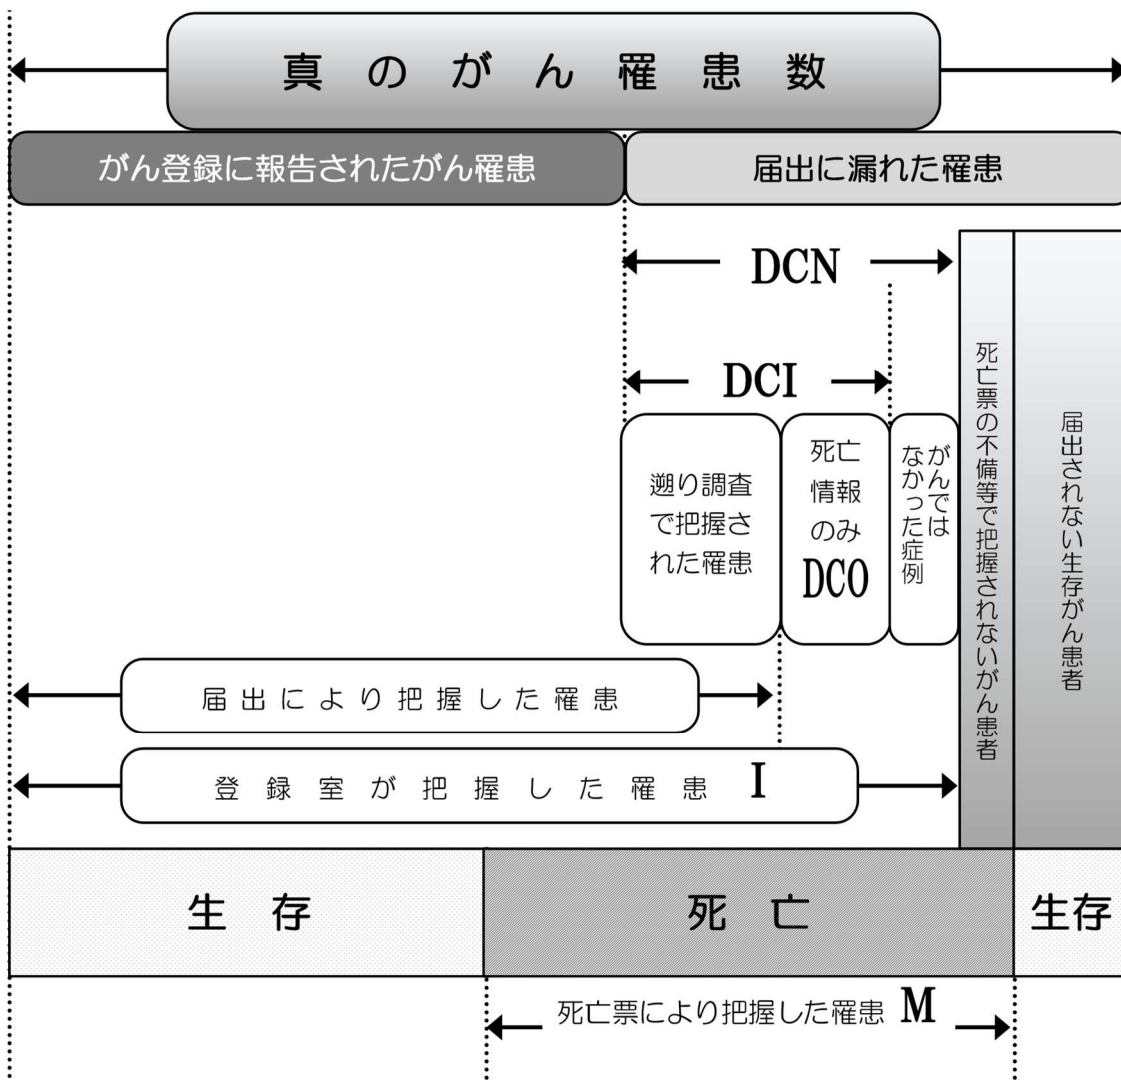 真のがん罹患数
がん登録に報告されたがん罹患
届出に漏れた罹患
DCN
DCI
遡り調査
で把握さ
れた罹患
死亡
情報
のみ
DCO
がんでは
なかった症例
死亡票の不備等で把握されないがん患者
届出されない生存がん患者
届出により把握した罹患
登録室が把握した罹患 I
生存
死亡
生存
死亡票により把握した罹患 M